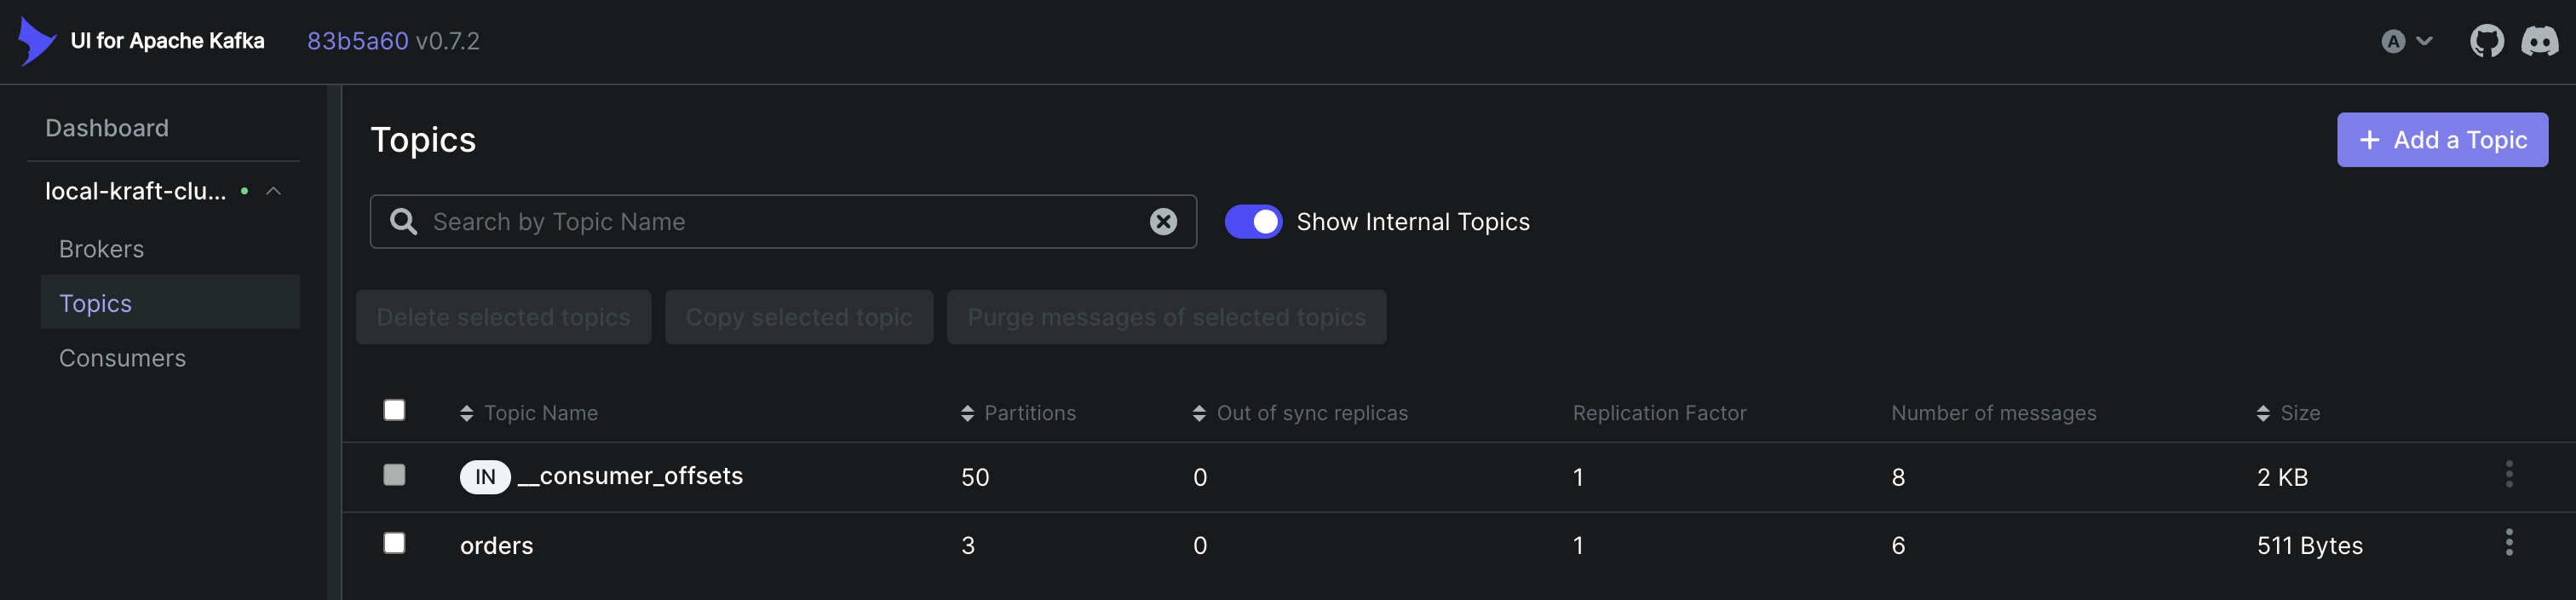 UI for Apache Kafka 83b5a60 v0.7.2 A
Dashboard
local-kraft-clu...
Brokers
Topics
Consumers
Topics
Add a Topic
Search by Topic Name
Show Internal Topics
Delete selected topics Copy selected topic Purge messages of selected topics
Topic Name Partitions Out of sync replicas Replication Factor Number of messages Size
IN __consumer_offsets 50 0 1 8 2 KB
orders 3 0 1 6 511 Bytes